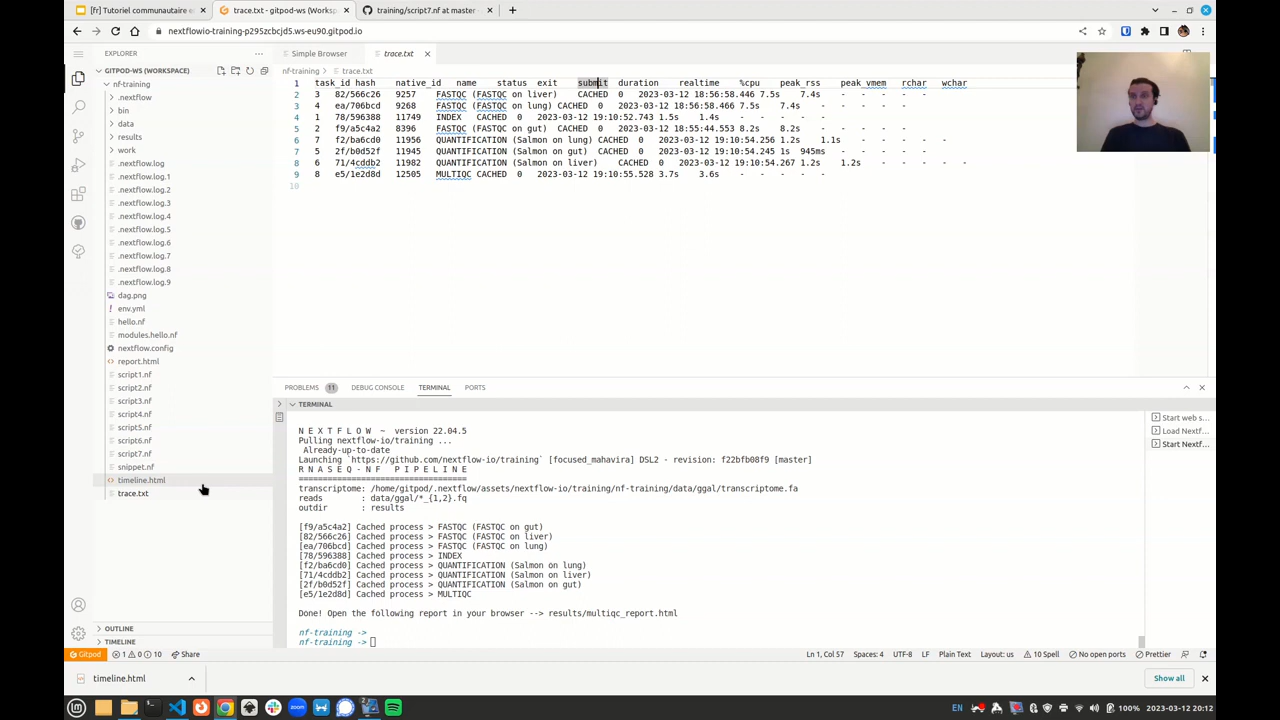 [fr] Tutoriel communautaire e
trace.txt - gitpod-ws (Worksp
training/script7.nf at master
nextflowio-training-p295zcbcjd5.ws-eu90.gitpod.io
EXPLORER
Simple Browser
trace.txt
GITPOD-WS (WORKSPACE)
nf-training
.nextflow
bin
data
results
work
.nextflow.log
.nextflow.log.1
.nextflow.log.2
.nextflow.log.3
.nextflow.log.4
.nextflow.log.5
.nextflow.log.6
.nextflow.log.7
.nextflow.log.8
.nextflow.log.9
dag.png
env.yml
hello.nf
modules.hello.nf
nextflow.config
report.html
script1.nf
script2.nf
script3.nf
script4.nf
script5.nf
script6.nf
script7.nf
snippet.nf
timeline.html
trace.txt
OUTLINE
TIMELINE
nf-training > trace.txt
1 task_id hash native_id name status exit submit duration realtime %cpu peak_rss peak_vmem rchar wchar
2 3 82/566c26 9257 FASTQC (FASTQC on liver) CACHED 0 2023-03-12 18:56:58.446 7.5s 7.4s - - - - -
3 4 ea/706bcd 9268 FASTQC (FASTQC on lung) CACHED 0 2023-03-12 18:56:58.466 7.5s 7.4s - - - - -
4 1 78/596388 11749 INDEX CACHED 0 2023-03-12 19:10:52.743 1.5s 1.4s - - - - -
5 2 f9/a5c4a2 8396 FASTQC (FASTQC on gut) CACHED 0 2023-03-12 18:55:44.553 8.2s 8.2s - - - - -
6 7 f2/ba6cd0 11956 QUANTIFICATION (Salmon on lung) CACHED 0 2023-03-12 19:10:54.256 1.2s 1.1s - - - - -
7 5 2f/b0d52f 11945 QUANTIFICATION (Salmon on gut) CACHED 0 2023-03-12 19:10:54.245 1s 945ms - - - - -
8 6 71/4cddb2 11982 QUANTIFICATION (Salmon on liver) CACHED 0 2023-03-12 19:10:54.267 1.2s 1.2s - - - - -
9 8 e5/1e2d8d 12505 MULTIQC CACHED 0 2023-03-12 19:10:55.528 3.7s 3.6s - - - - -
10
PROBLEMS 11 DEBUG CONSOLE TERMINAL PORTS
TERMINAL
N E X T F L O W ~ version 22.04.5
Pulling nextflow-io/training ...
Already-up-to-date
Launching `https://github.com/nextflow-io/training` [focused_mahavira] DSL2 - revision: f22bfb08f9 [master]
R N A S E Q - N F P I P E L I N E
===================================
transcriptome: /home/gitpod/.nextflow/assets/nextflow-io/training/nf-training/data/ggal/transcriptome.fa
reads : data/ggal/*_{1,2}.fq
outdir : results
[f9/a5c4a2] Cached process > FASTQC (FASTQC on gut)
[82/566c26] Cached process > FASTQC (FASTQC on liver)
[ea/706bcd] Cached process > FASTQC (FASTQC on lung)
[78/596388] Cached process > INDEX
[f2/ba6cd0] Cached process > QUANTIFICATION (Salmon on lung)
[71/4cddb2] Cached process > QUANTIFICATION (Salmon on liver)
[2f/b0d52f] Cached process > QUANTIFICATION (Salmon on gut)
[e5/1e2d8d] Cached process > MULTIQC
Done! Open the following report in your browser --> results/multiqc_report.html
nf-training ->
nf-training ->
Start web s...
Load Nextf...
Start Nextf...
Gitpod 1 0 10 Share
Ln 1, Col 57 Spaces: 4 UTF-8 LF Plain Text Layout: us 10 Spell No open ports Prettier
timeline.html
Show all
EN 100% 2023-03-12 20:12